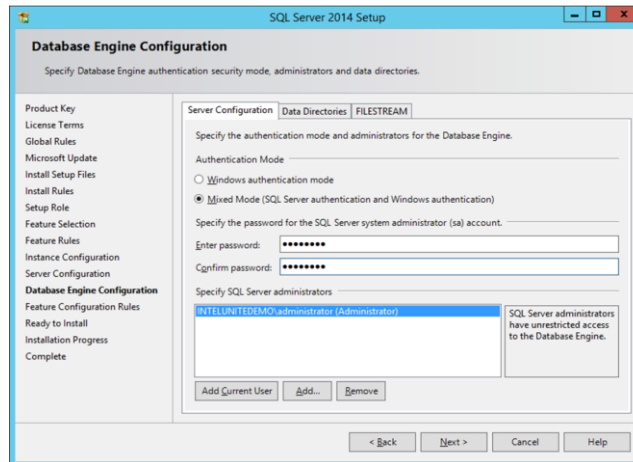 SQL Server 2014 Setup
Database Engine Configuration
Specify Database Engine authentication security mode, administrators and data directories.
Product Key
License Terms
Global Rules
Microsoft Update
Install Setup Files
Install Rules
Setup Role
Feature Selection
Feature Rules
Instance Configuration
Server Configuration
Database Engine Configuration
Feature Configuration Rules
Ready to Install
Installation Progress
Complete
Server Configuration Data Directories FILESTREAM
Specify the authentication mode and administrators for the Database Engine.
Authentication Mode
Windows authentication mode
Mixed Mode (SQL Server authentication and Windows authentication)
Specify the password for the SQL Server system administrator (sa) account.
Enter password: ●●●●●●●●
Confirm password: ●●●●●●●●
Specify SQL Server administrators
INTELUNITEDEMO\administrator (Administrator)
SQL Server administrators
have unrestricted access
to the Database Engine.
Add Current User Add... Remove
< Back Next > Cancel Help